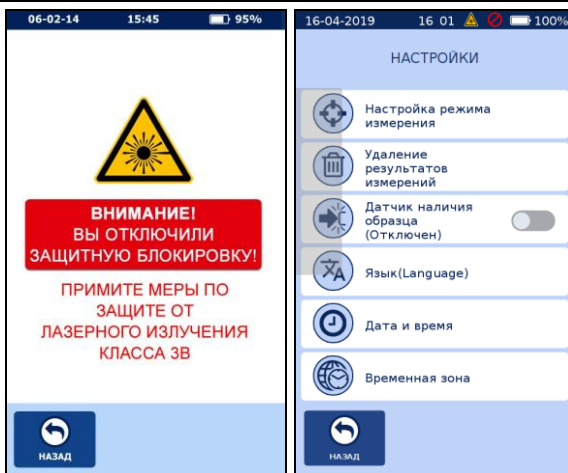 06-02-14 15:45 95%
ВНИМАНИЕ!
ВЫ ОТКЛЮЧИЛИ
ЗАЩИТНУЮ БЛОКИРОВКУ!
ПРИМИТЕ МЕРЫ ПО
ЗАЩИТЕ ОТ
ЛАЗЕРНОГО ИЗЛУЧЕНИЯ
КЛАССА 3В
НАЗАД
16-04-2019 16 01 100%
НАСТРОЙКИ
Настройка режима
измерения
Удаление
результатов
измерений
Датчик наличия
образца
(Отключен)
Язык(Language)
Дата и время
Временная зона
НАЗАД